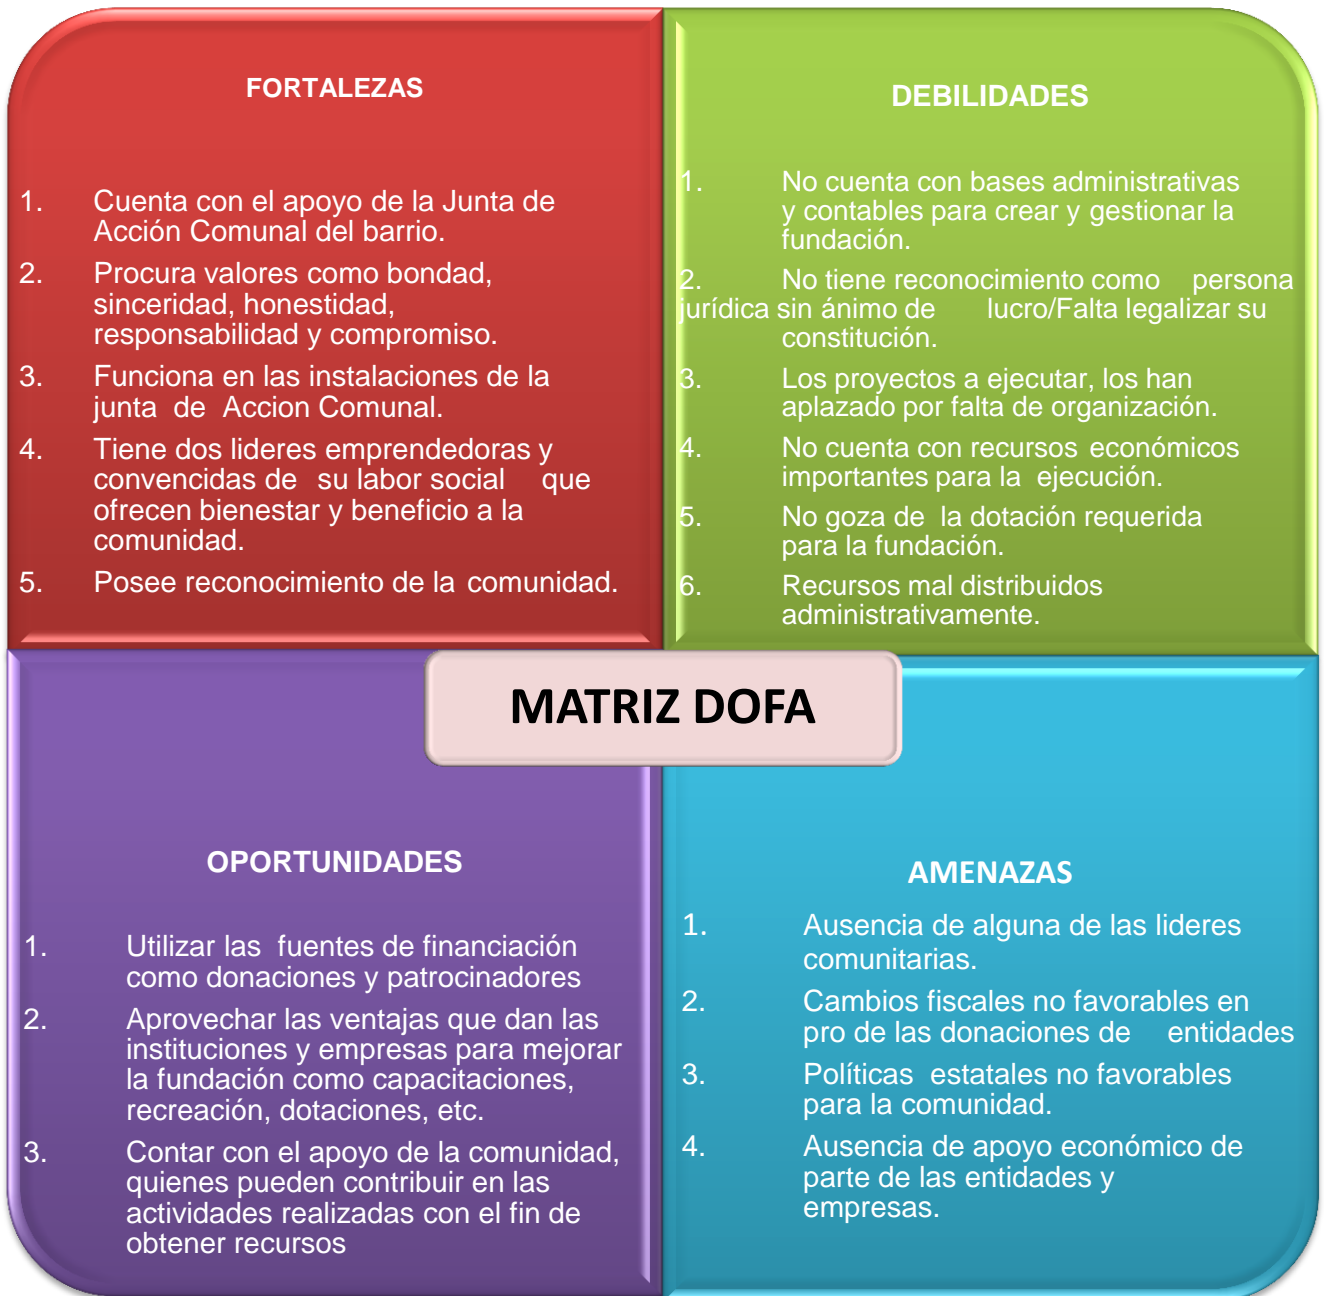 FORTALEZAS
1. Cuenta con el apoyo de la Junta de
Acción Comunal del barrio.
2. Procura valores como bondad,
sinceridad, honestidad,
responsabilidad y compromiso.
3. Funciona en las instalaciones de la
junta de Accion Comunal.
4. Tiene dos lideres emprendedoras y
convencidas de su labor social que
ofrecen bienestar y beneficio a la
comunidad.
5. Posee reconocimiento de la comunidad.
DEBILIDADES
1. No cuenta con bases administrativas
y contables para crear y gestionar la
fundación.
2. No tiene reconocimiento como persona
jurídica sin ánimo de lucro/Falta legalizar su
constitución.
3. Los proyectos a ejecutar, los han
aplazado por falta de organización.
4. No cuenta con recursos económicos
importantes para la ejecución.
5. No goza de la dotación requerida
para la fundación.
6. Recursos mal distribuidos
administrativamente.
MATRIZ DOFA
OPORTUNIDADES
1. Utilizar las fuentes de financiación
como donaciones y patrocinadores
2. Aprovechar las ventajas que dan las
instituciones y empresas para mejorar
la fundación como capacitaciones,
recreación, dotaciones, etc.
3. Contar con el apoyo de la comunidad,
quienes pueden contribuir en las
actividades realizadas con el fin de
obtener recursos
AMENAZAS
1. Ausencia de alguna de las lideres
comunitarias.
2. Cambios fiscales no favorables en
pro de las donaciones de entidades
3. Políticas estatales no favorables
para la comunidad.
4. Ausencia de apoyo económico de
parte de las entidades y
empresas.